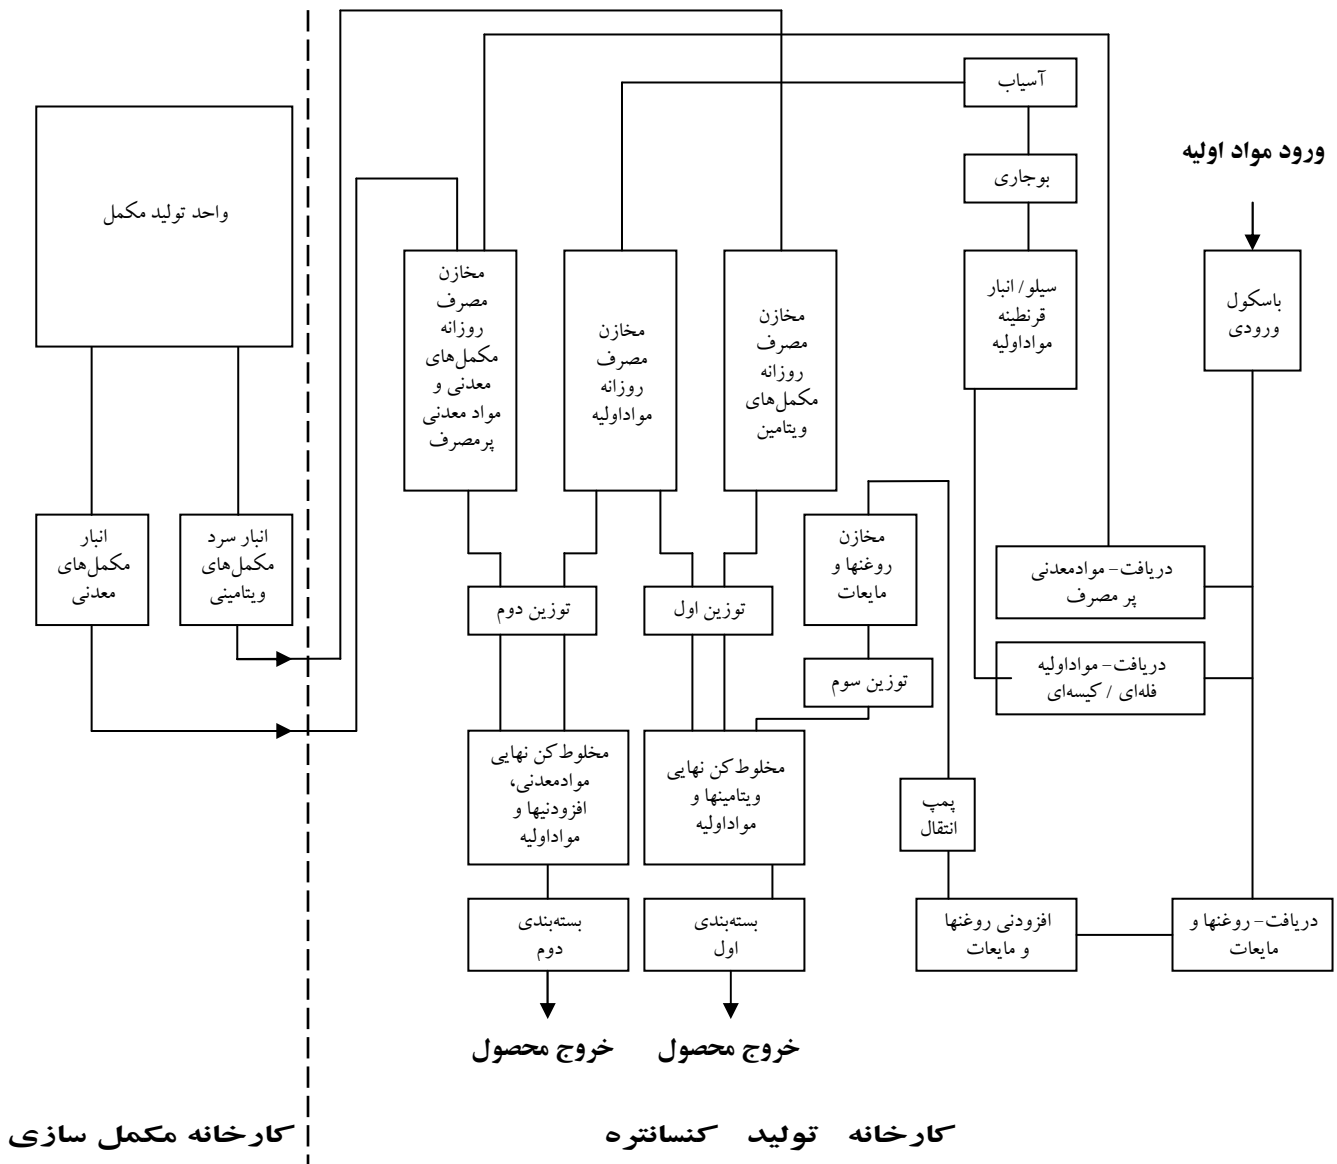 آسیاب
ورود مواد اولیه
بوجاری
واحد تولید مکمل
باسکول
ورودی
سیلو/ انبار
قرنطینه
مواداولیه
مخازن
مصرف
روزانه
مکمل‌های
ویتامین
مخازن
مصرف
روزانه
مواداولیه
مخازن
مصرف
روزانه
مکمل‌های
معدنی و
مواد معدنی
پرمصرف
دریافت- موادمعدنی
پر مصرف
مخازن
روغنها و
مایعات
انبار سرد
مکمل‌های
ویتامینی
انبار
مکمل‌های
معدنی
توزین اول
توزین دوم
دریافت- مواداولیه
فله‌ای / کیسه‌ای
توزین سوم
پمپ
انتقال
مخلوط‌کن نهایی
ویتامینها و
مواداولیه
مخلوط‌کن نهایی
موادمعدنی،
افزودنیها و
مواداولیه
دریافت- روغنها و
مایعات
افزودنی روغنها
و مایعات
بسته‌بندی
اول
بسته‌بندی
دوم
خروج محصول
خروج محصول
کارخانه تولید کنسانتره
کارخانه مکمل سازی